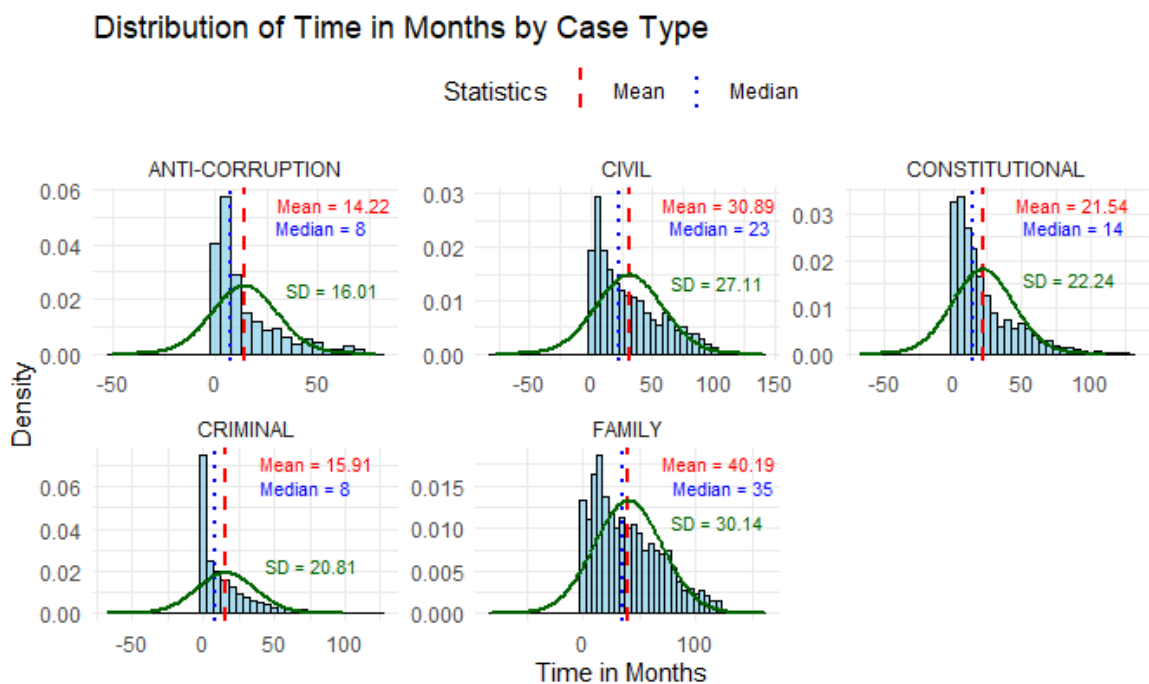 Distribution of Time in Months by Case Type
Statistics Mean Median
ANTI-CORRUPTION
Mean = 14.22
Median = 8
SD = 16.01
0.06
0.04
0.02
0.00
-50 0 50
CIVIL
Mean = 30.89
Median = 23
SD = 27.11
0.03
0.02
0.01
0.00
-50 0 50 100 150
CONSTITUTIONAL
Mean = 21.54
Median = 14
SD = 22.24
0.03
0.02
0.01
0.00
-50 0 50 100
Density
CRIMINAL
Mean = 15.91
Median = 8
SD = 20.81
0.06
0.04
0.02
0.00
-50 0 50 100
FAMILY
Mean = 40.19
Median = 35
SD = 30.14
0.015
0.010
0.005
0.000
0 100
Time in Months